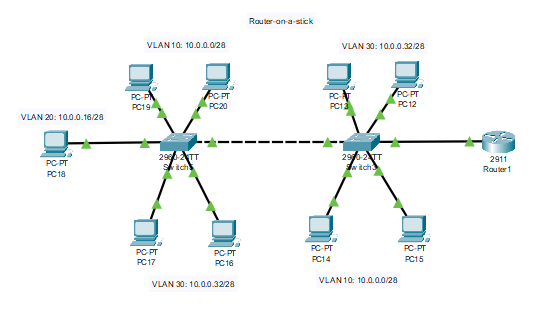 Router-on-a-stick
VLAN 10: 10.0.0.0/28
VLAN 30: 10.0.0.32/28
PC-PT
PC19
PC-PT
PC20
PC-PT
PC13
PC-PT
PC12
VLAN 20: 10.0.0.16/28
PC-PT
PC18
2960-24TT
2960-24TT
Switch3
2911
Router1
PC-PT
PC17
PC-PT
PC16
PC-PT
PC14
PC-PT
PC15
VLAN 30: 10.0.0.32/28
VLAN 10: 10.0.0.0/28